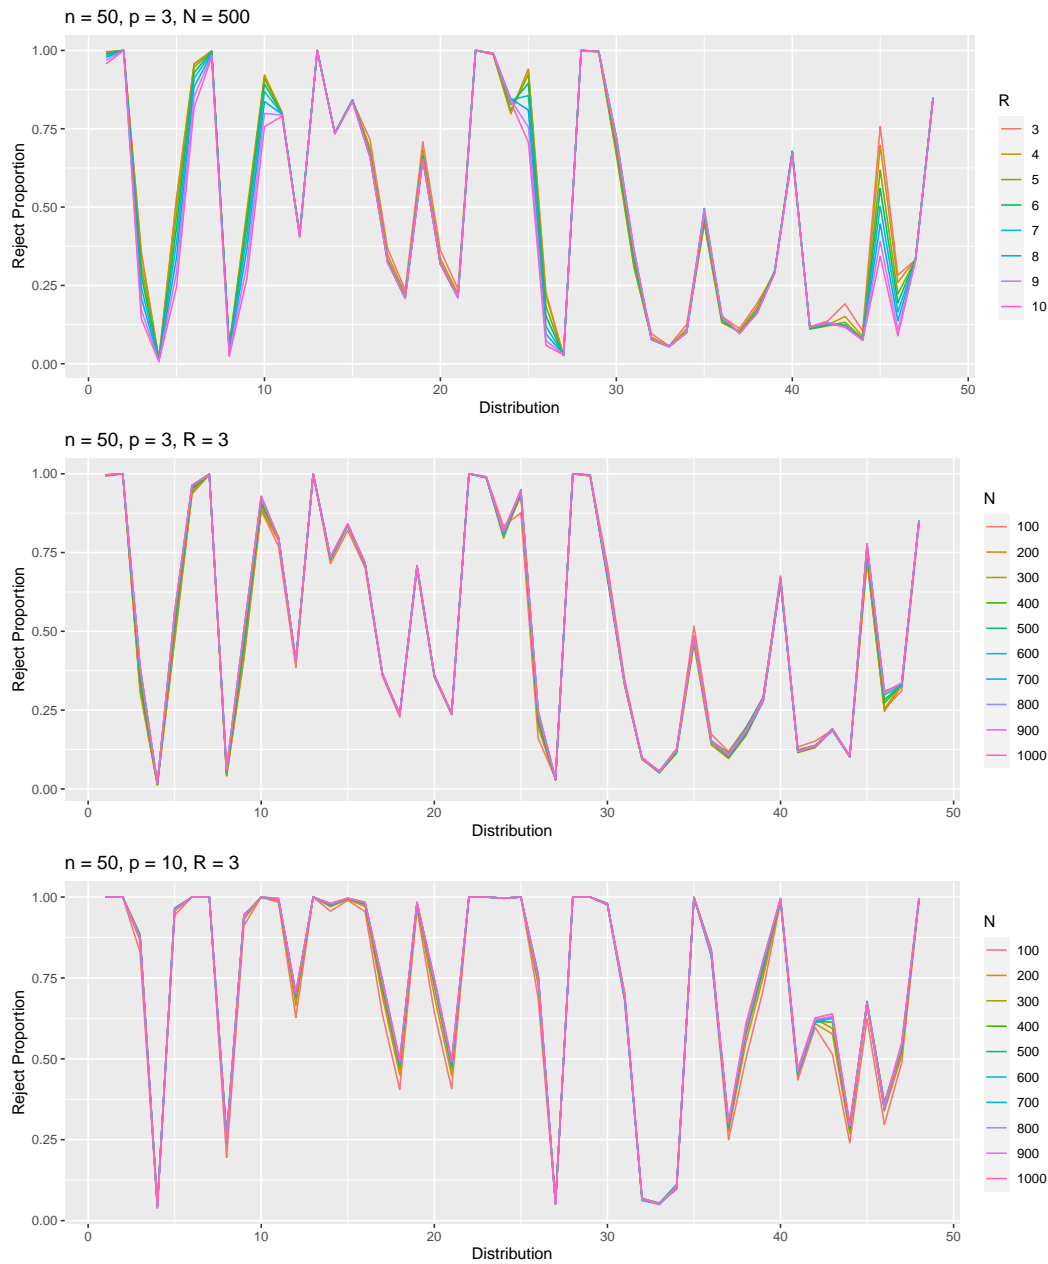 n = 50, p = 3, N = 500
Reject Proportion
1.00
0.75
0.50
0.25
0.00
0 10 20 30 40 50
Distribution
R
3
4
5
6
7
8
9
10
n = 50, p = 3, R = 3
Reject Proportion
1.00
0.75
0.50
0.25
0.00
0 10 20 30 40 50
Distribution
N
100
200
300
400
500
600
700
800
900
1000
n = 50, p = 10, R = 3
Reject Proportion
1.00
0.75
0.50
0.25
0.00
0 10 20 30 40 50
Distribution
N
100
200
300
400
500
600
700
800
900
1000